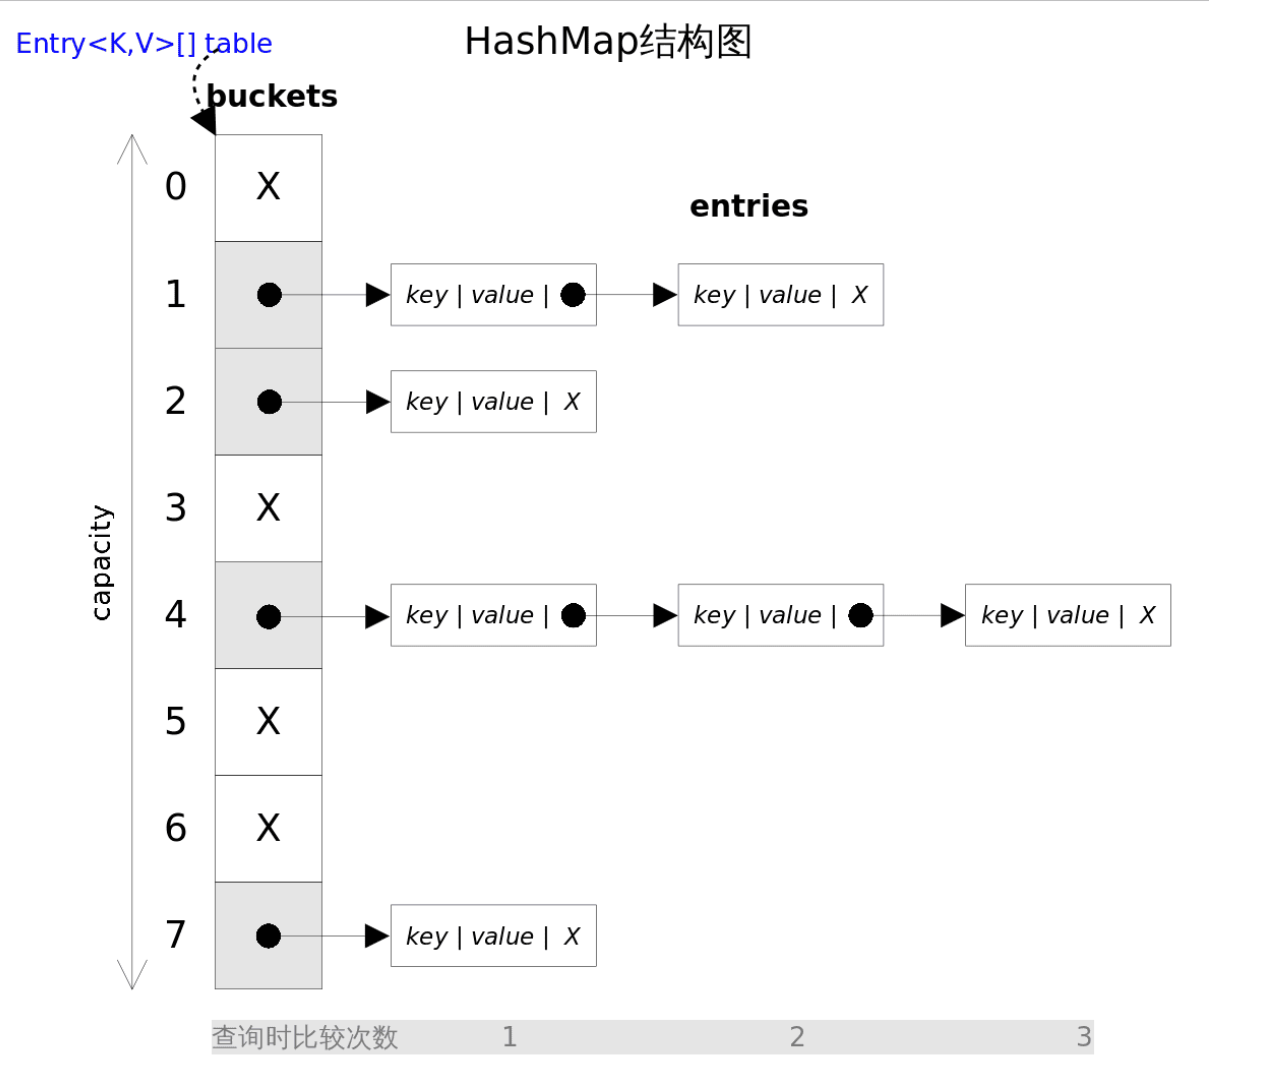 Entry<K,V>[] table
HashMap结构图
buckets
0 X
entries
1 key | value | key | value | X
2 key | value | X
3 X
capacity
4 key | value | key | value | key | value | X
5 X
6 X
7 key | value | X
查询时比较次数 1 2 3